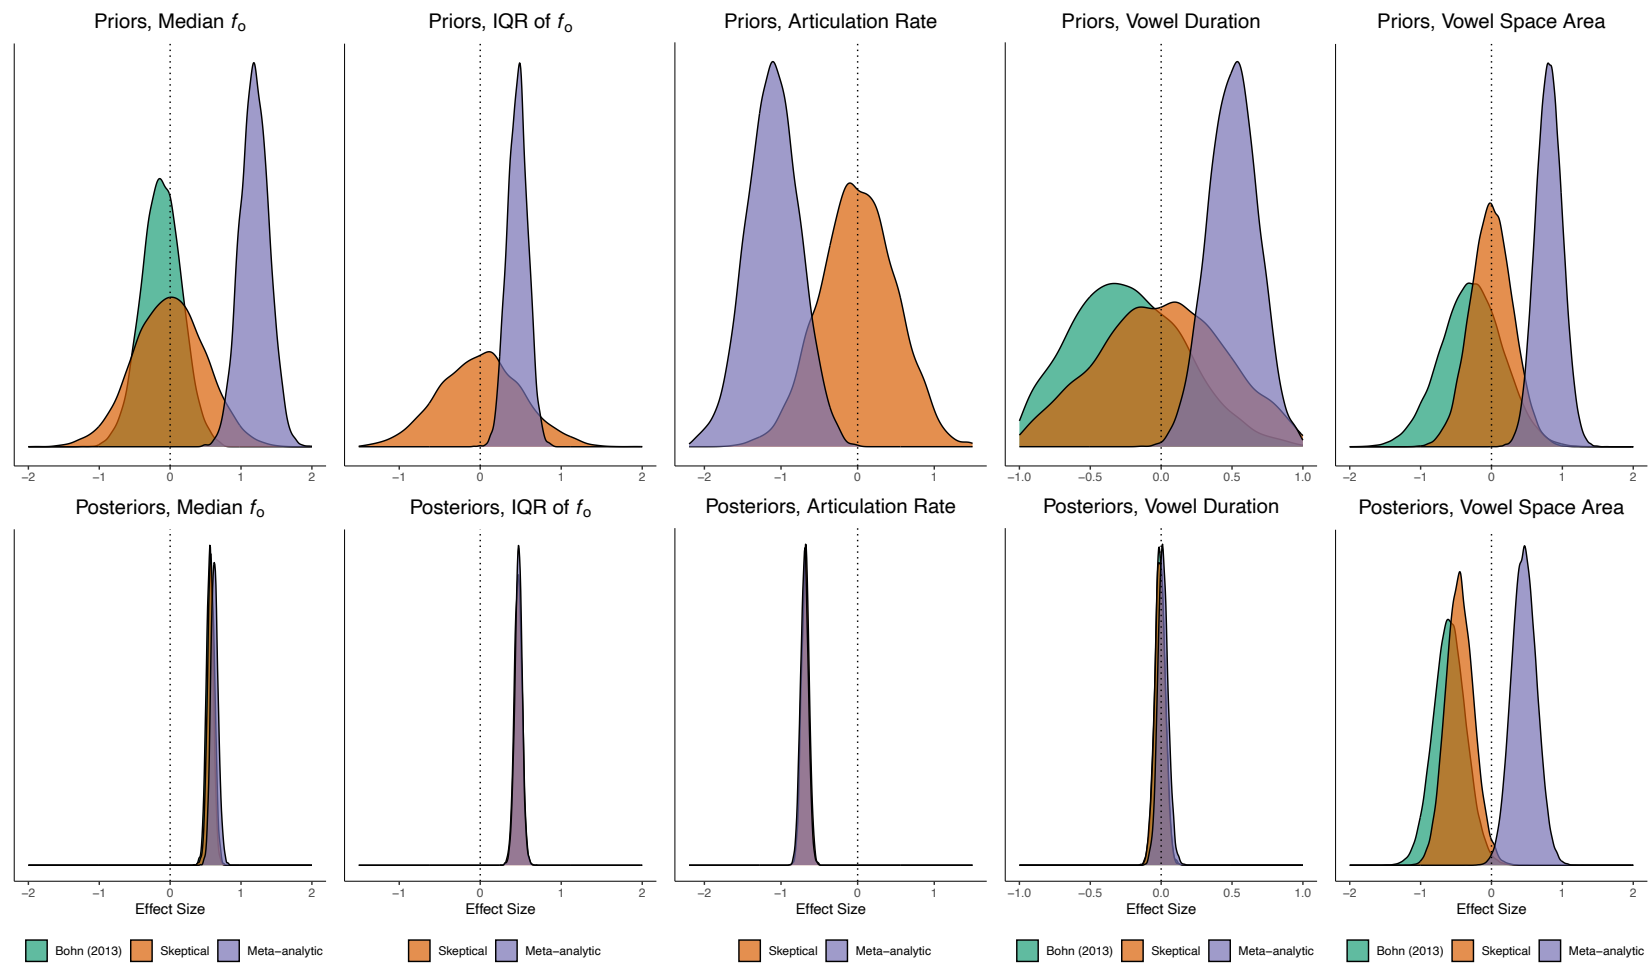 Priors, Median fo
Priors, IQR of fo
Priors, Articulation Rate
Priors, Vowel Duration
Priors, Vowel Space Area
−2 −1 0 1 2
−1 0 1 2
−2 −1 0 1
−1.0 −0.5 0.0 0.5 1.0
−2 −1 0 1 2
Posteriors, Median fo
Posteriors, IQR of fo
Posteriors, Articulation Rate
Posteriors, Vowel Duration
Posteriors, Vowel Space Area
−2 −1 0 1 2
−1 0 1 2
−2 −1 0 1
−1.0 −0.5 0.0 0.5 1.0
−2 −1 0 1 2
Effect Size
Effect Size
Effect Size
Effect Size
Effect Size
Bohn (2013) Skeptical Meta−analytic
Skeptical Meta−analytic
Skeptical Meta−analytic
Bohn (2013) Skeptical Meta−analytic
Bohn (2013) Skeptical Meta−analytic